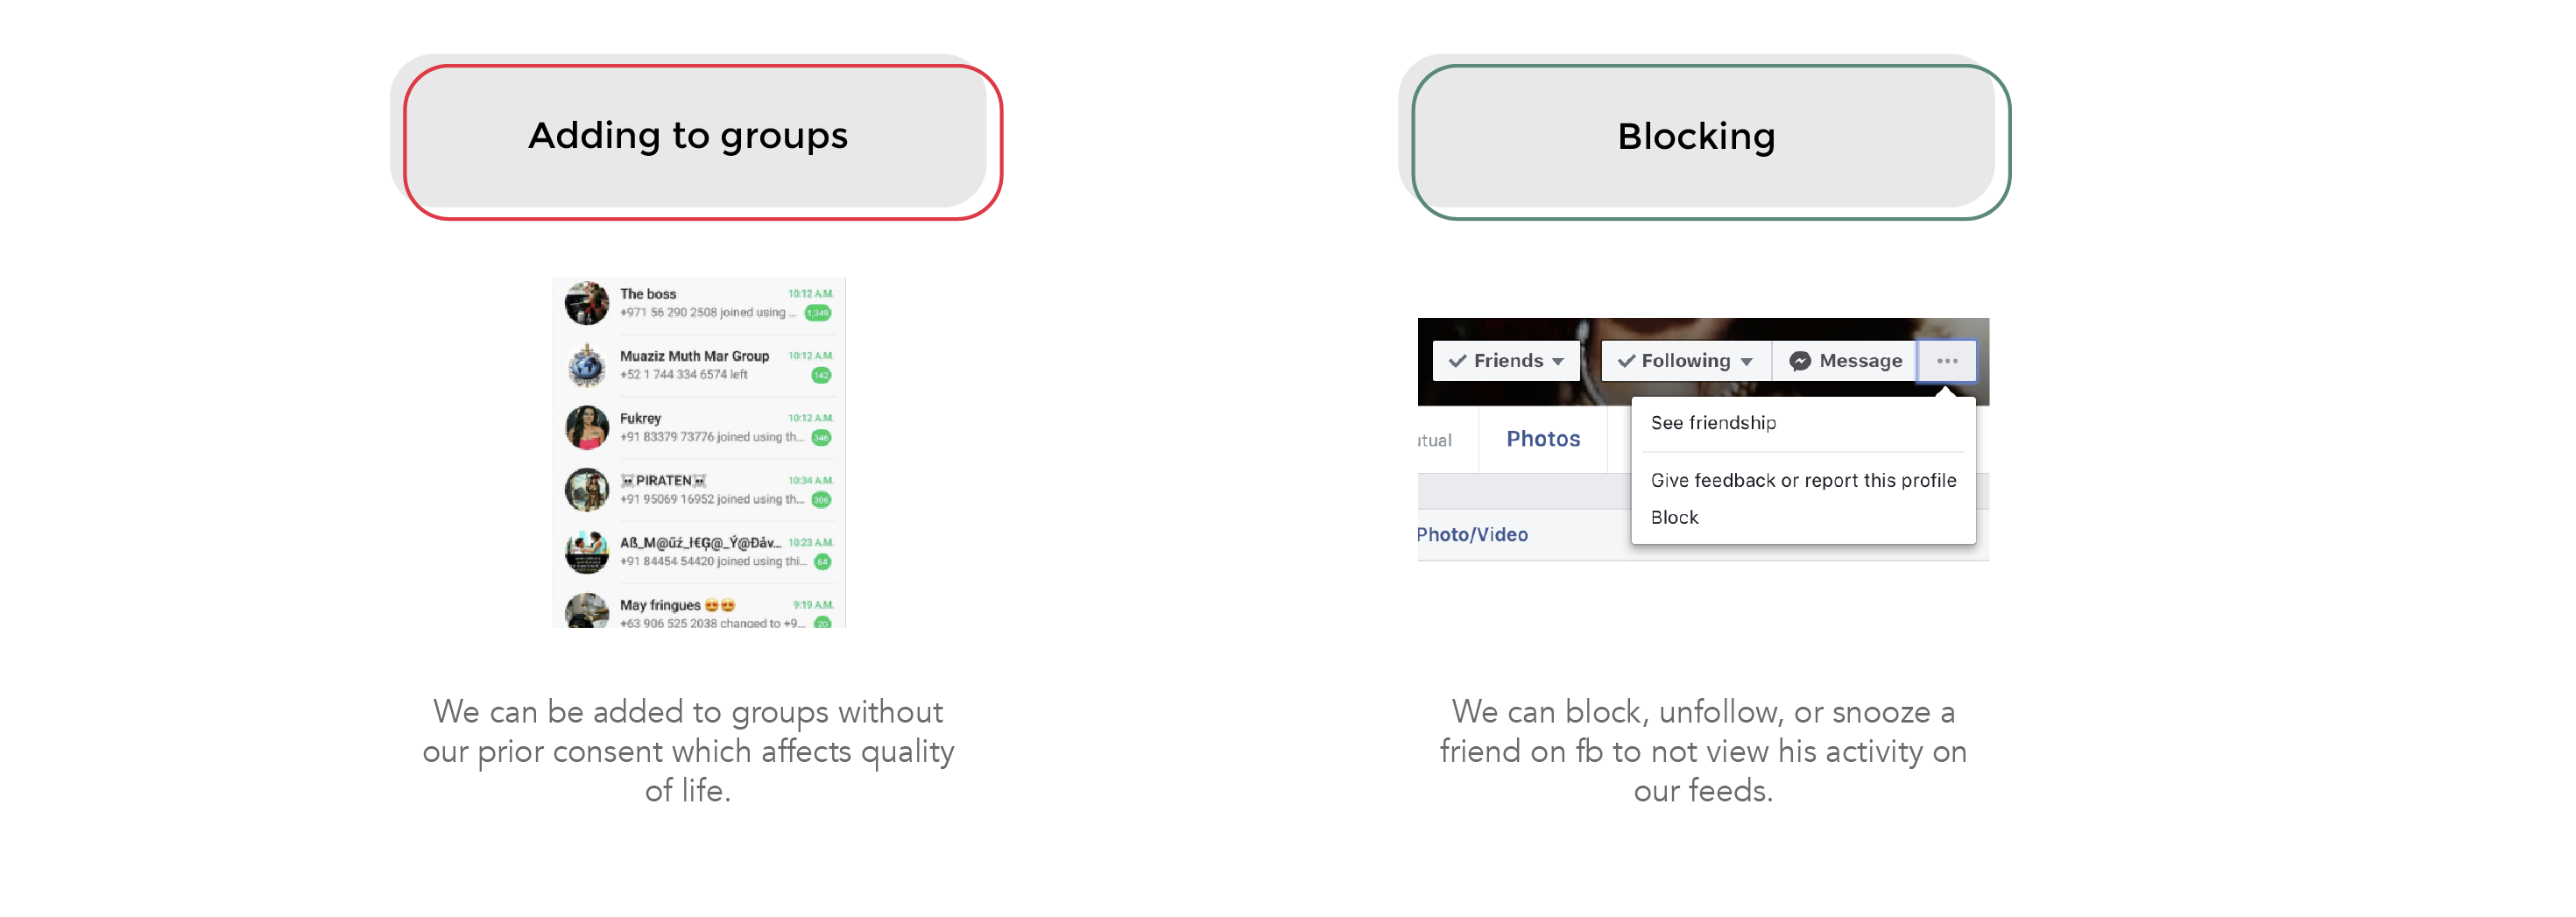 Adding to groups
The boss 10:12 A.M.
+971 56 290 2508 joined using ... 1,349
Muaziz Muth Mar Group 10:12 A.M.
+52 1 744 334 6574 left 142
Fukrey 10:12 A.M.
+91 83379 73776 joined using th... 346
☠PIRATEN☠ 10:34 A.M.
+91 95069 16952 joined using th... 306
10:23 A.M.
+91 84454 54420 joined using thi... 64
May fringues 😍😍 9:19 A.M.
+63 906 525 2038 changed to +9... 20
We can be added to groups without
our prior consent which affects quality
of life.
Blocking
Friends Following Message ...
See friendship
utual Photos
Give feedback or report this profile
Block
Photo/Video
We can block, unfollow, or snooze a
friend on fb to not view his activity on
our feeds.